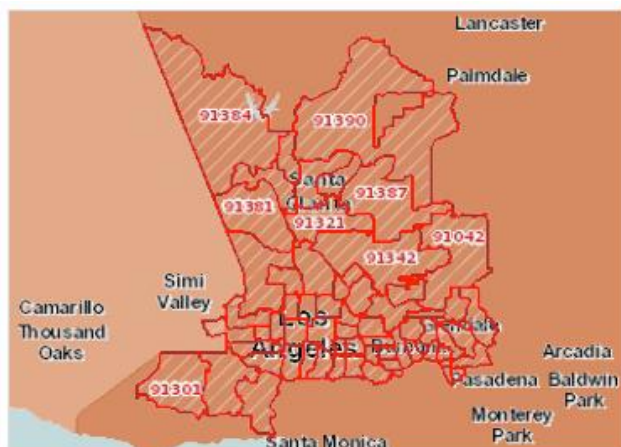 Lancaster
Palmdale
91384
91390
Santa
Clarita
91387
91381
91321
91042
91342
Simi
Valley
Camarillo
Thousand
Oaks
Los
Angeles
Glendale
Burbank
Arcadia
Pasadena
Baldwin
Park
91301
Monterey
Park
Santa Monica